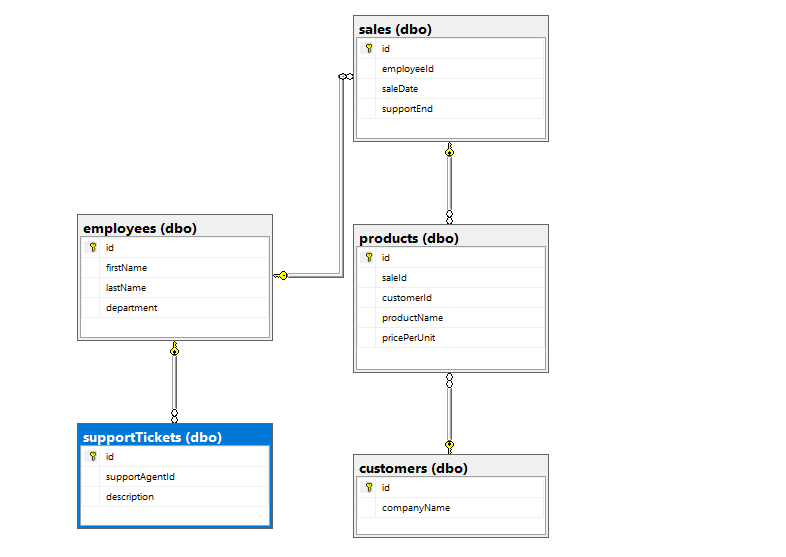 sales (dbo)
id
employeeId
saleDate
supportEnd
employees (dbo)
id
firstName
lastName
department
products (dbo)
id
saleId
customerId
productName
pricePerUnit
supportTickets (dbo)
id
supportAgentId
description
customers (dbo)
id
companyName